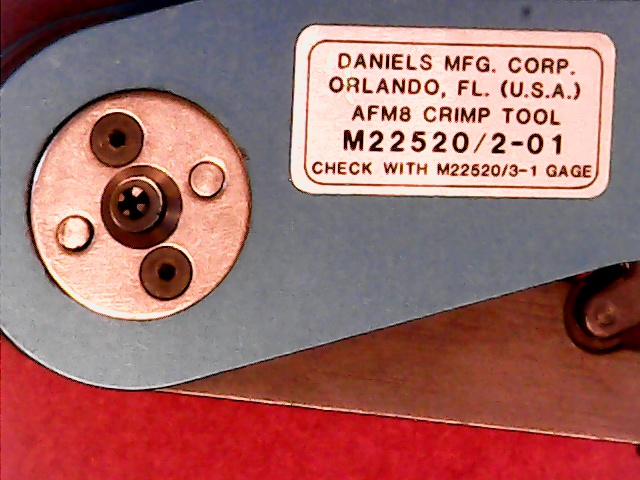 DANIELS MFG. CORP.
ORLANDO, FL. (U.S.A.)
AFM8 CRIMP TOOL
M22520/2-01
CHECK WITH M22520/3-1 GAGE